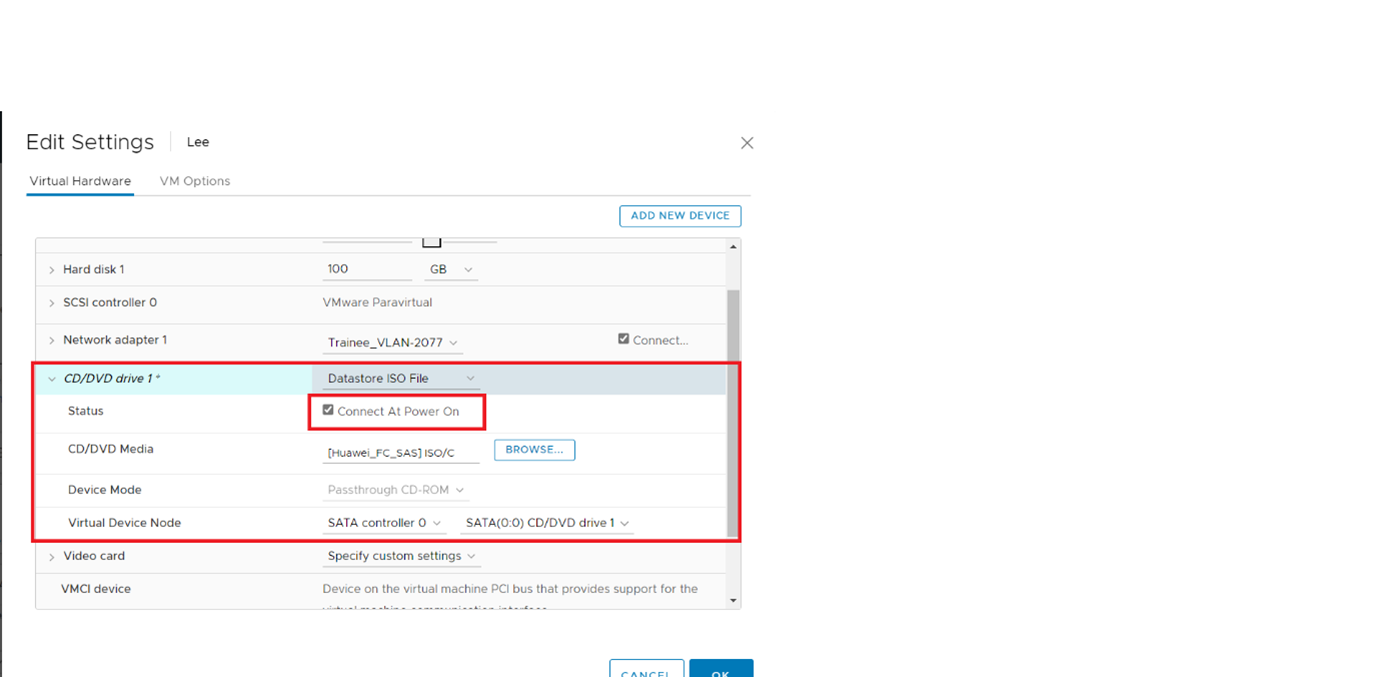 Edit Settings Lee
Virtual Hardware VM Options
ADD NEW DEVICE
Hard disk 1 100 GB
SCSI controller 0 VMware Paravirtual
Network adapter 1 Trainee_VLAN-2077 Connect...
CD/DVD drive 1 * Datastore ISO File
Status Connect At Power On
CD/DVD Media [Huawei_FC_SAS] ISO/C BROWSE...
Device Mode Passthrough CD-ROM
Virtual Device Node SATA controller 0 SATA(0:0) CD/DVD drive 1
Video card Specify custom settings
VMCI device Device on the virtual machine PCI bus that provides support for the
virtual machine communication interface
CANCEL OK